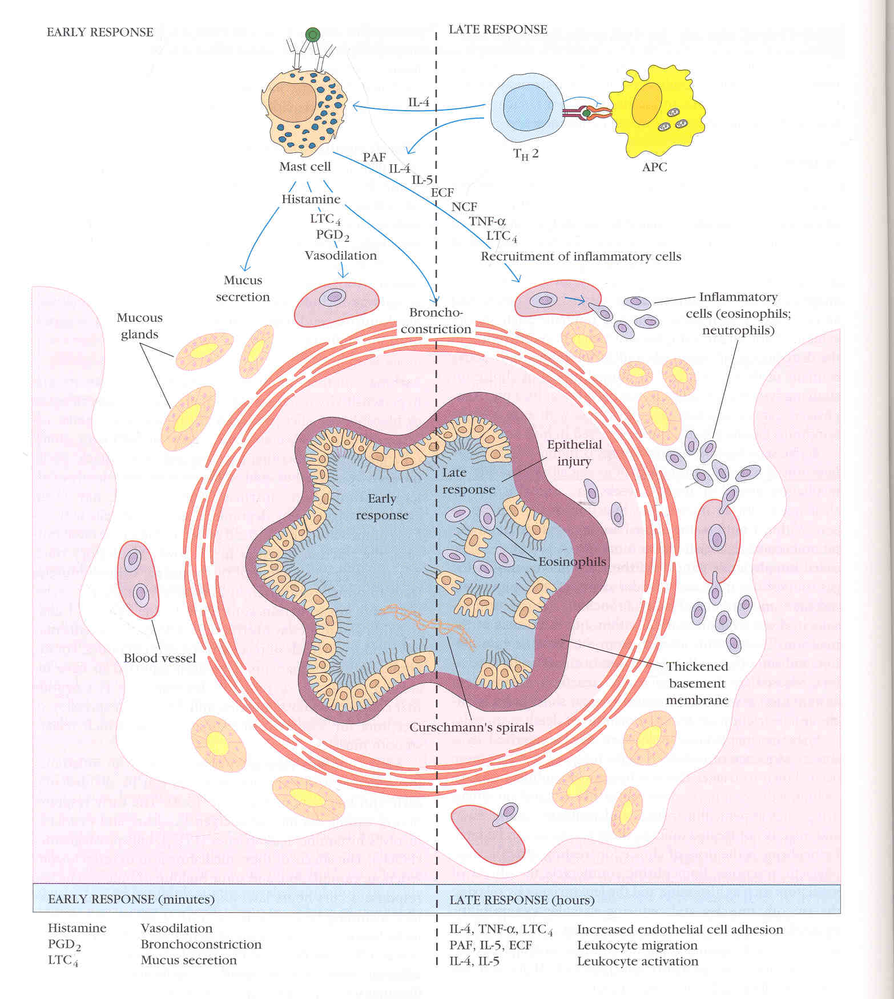 EARLY RESPONSE
LATE RESPONSE
IL-4
T_H 2
APC
Mast cell
PAF
IL-4
IL-5
ECF
NCF
TNF-α
LTC₄
Histamine
LTC₄
PGD₂
Vasodilation
Recruitment of inflammatory cells
Mucus
secretion
Broncho-
constriction
Inflammatory
cells (eosinophils;
neutrophils)
Mucous
glands
Epithelial
injury
Late
response
Early
response
Eosinophils
Blood vessel
Thickened
basement
membrane
Curschmann's spirals
EARLY RESPONSE (minutes)
LATE RESPONSE (hours)
Histamine Vasodilation
PGD₂ Bronchoconstriction
LTC₄ Mucus secretion
IL-4, TNF-α, LTC₄ Increased endothelial cell adhesion
PAF, IL-5, ECF Leukocyte migration
IL-4, IL-5 Leukocyte activation